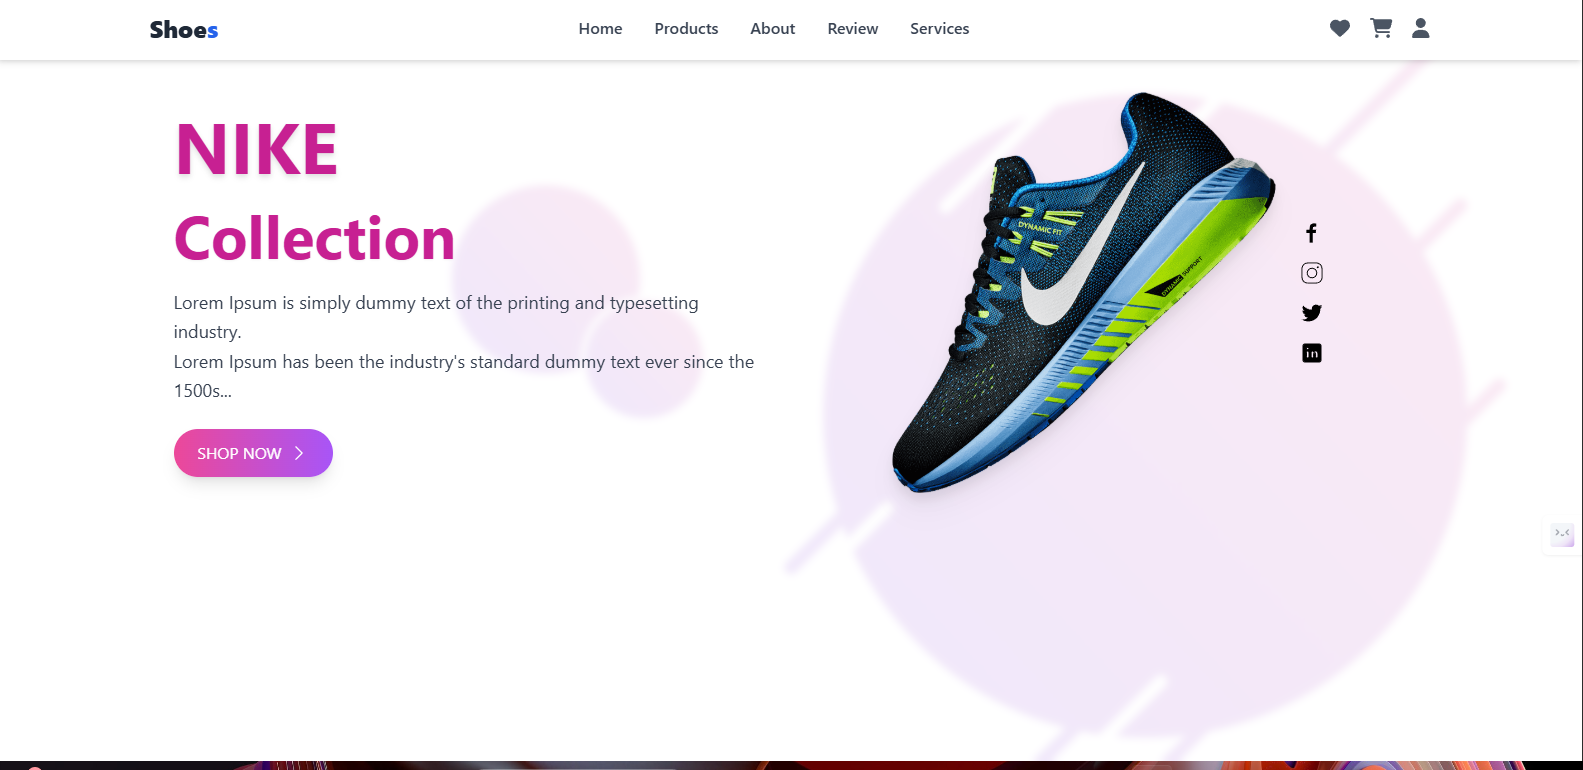 Shoes
Home
Products
About
Review
Services
NIKE
Collection
Lorem Ipsum is simply dummy text of the printing and typesetting
industry.
Lorem Ipsum has been the industry's standard dummy text ever since the
1500s...
SHOP NOW
DYNAMIC FIT
DYNAMIC SUPPORT